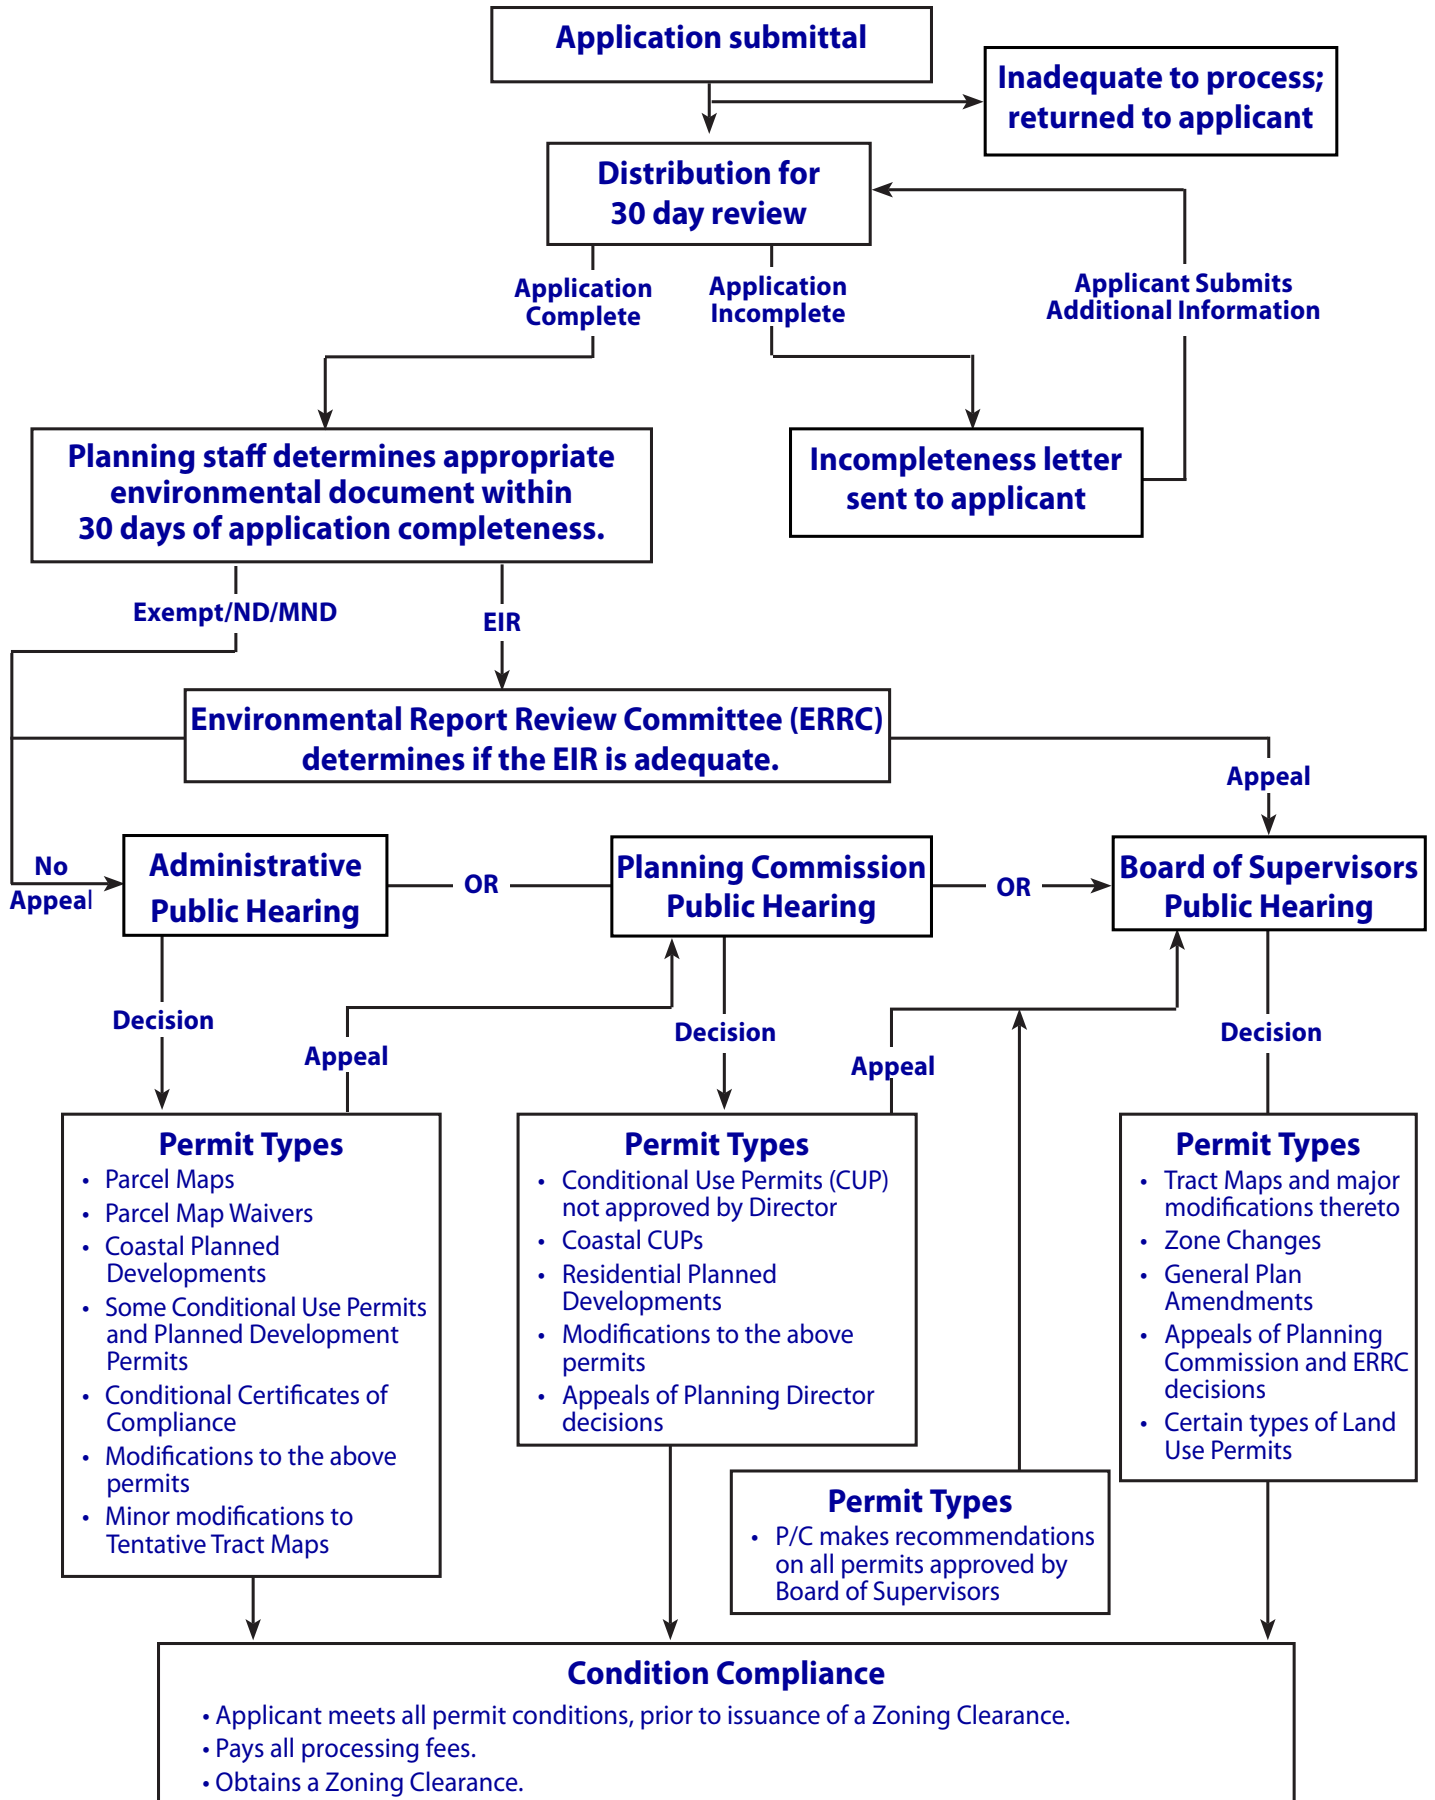 Application submittal
Inadequate to process;
returned to applicant
Distribution for
30 day review
Application
Complete
Application
Incomplete
Applicant Submits
Additional Information
Planning staff determines appropriate
environmental document within
30 days of application completeness.
Incompleteness letter
sent to applicant
Exempt/ND/MND
EIR
Environmental Report Review Committee (ERRC)
determines if the EIR is adequate.
Appeal
No
Appeal
Administrative
Public Hearing
OR
Planning Commission
Public Hearing
OR
Board of Supervisors
Public Hearing
Decision
Appeal
Decision
Appeal
Decision
Permit Types
• Parcel Maps
• Parcel Map Waivers
• Coastal Planned
Developments
• Some Conditional Use Permits
and Planned Development
Permits
• Conditional Certificates of
Compliance
• Modifications to the above
permits
• Minor modifications to
Tentative Tract Maps
Permit Types
• Conditional Use Permits (CUP)
not approved by Director
• Coastal CUPs
• Residential Planned
Developments
• Modifications to the above
permits
• Appeals of Planning Director
decisions
Permit Types
• P/C makes recommendations
on all permits approved by
Board of Supervisors
Permit Types
• Tract Maps and major
modifications thereto
• Zone Changes
• General Plan
Amendments
• Appeals of Planning
Commission and ERRC
decisions
• Certain types of Land
Use Permits
Condition Compliance
• Applicant meets all permit conditions, prior to issuance of a Zoning Clearance.
• Pays all processing fees.
• Obtains a Zoning Clearance.